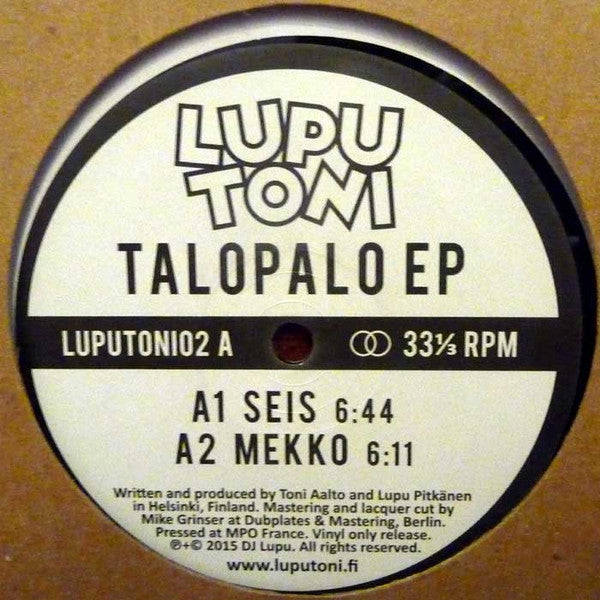 LUPU
TONI
TALOPALO EP
LUPUTONI02 A 33⅓ RPM
A1 SEIS 6:44
A2 MEKKO 6:11
Written and produced by Toni Aalto and Lupu Pitkänen
in Helsinki, Finland. Mastering and lacquer cut by
Mike Grinser at Dubplates & Mastering, Berlin.
Pressed at MPO France. Vinyl only release.
℗+© 2015 DJ Lupu. All rights reserved.
www.luputoni.fi